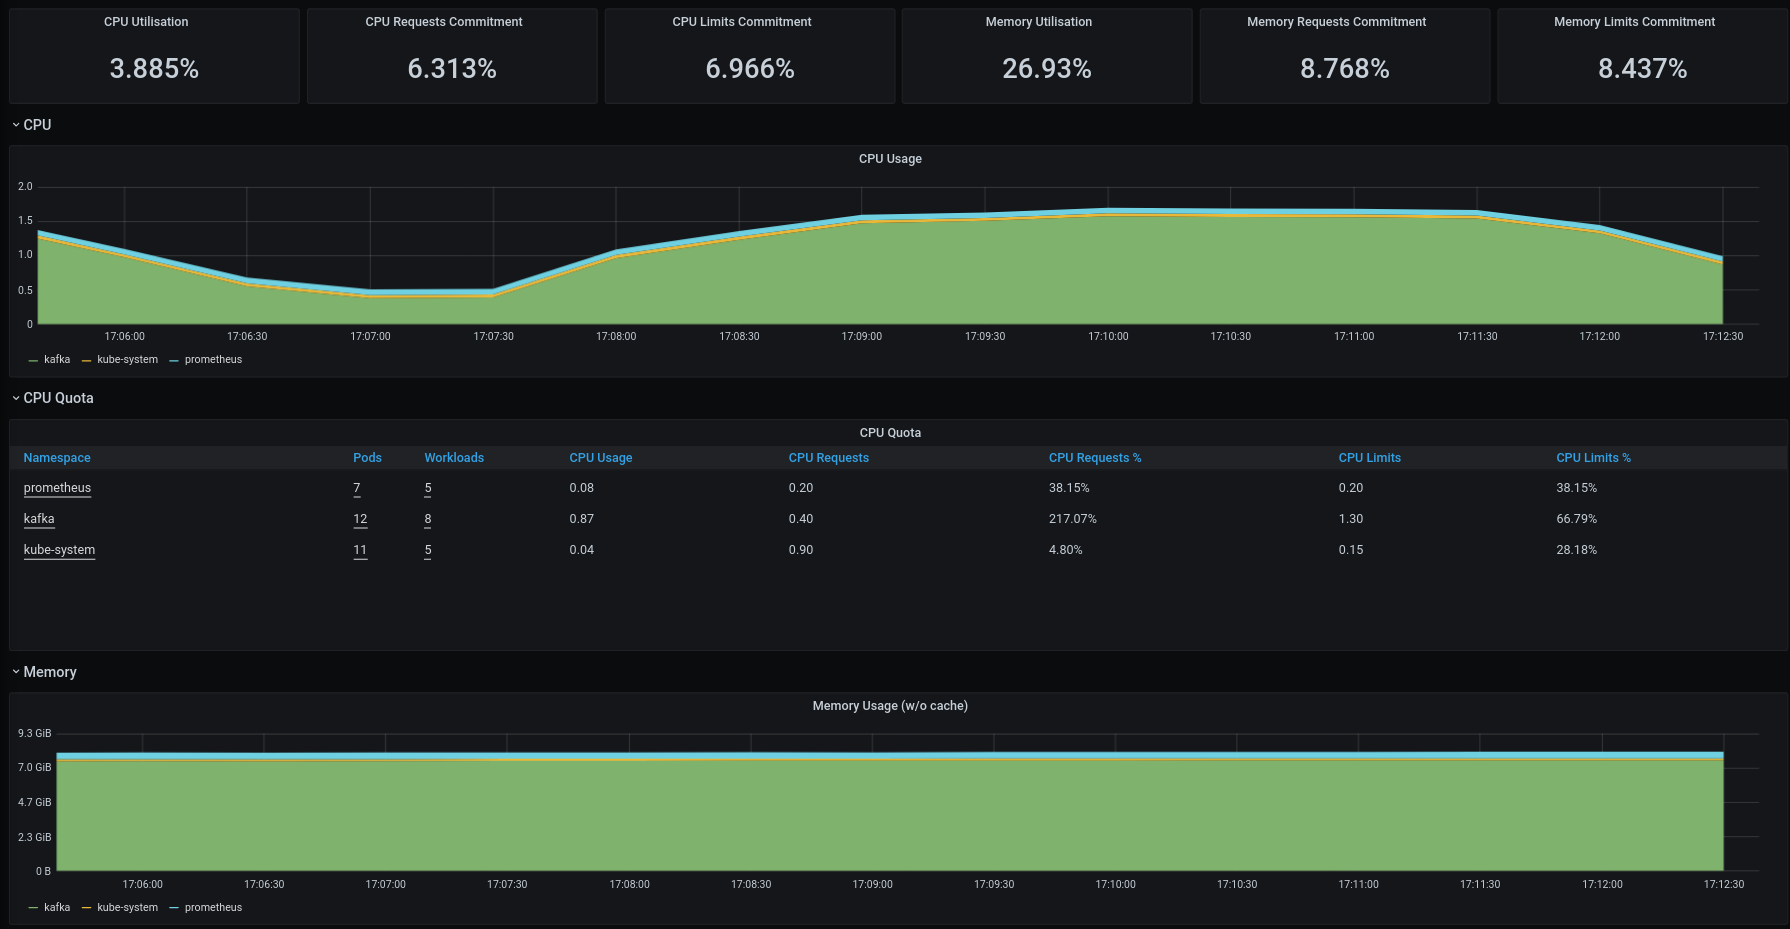 CPU Utilisation CPU Requests Commitment CPU Limits Commitment Memory Utilisation Memory Requests Commitment Memory Limits Commitment
3.885% 6.313% 6.966% 26.93% 8.768% 8.437%
CPU
CPU Usage
2.0
1.5
1.0
0.5
0
17:06:00 17:06:30 17:07:00 17:07:30 17:08:00 17:08:30 17:09:00 17:09:30 17:10:00 17:10:30 17:11:00 17:11:30 17:12:00 17:12:30
kafka kube-system prometheus
CPU Quota
CPU Quota
Namespace Pods Workloads CPU Usage CPU Requests CPU Requests % CPU Limits CPU Limits %
prometheus 7 5 0.08 0.20 38.15% 0.20 38.15%
kafka 12 8 0.87 0.40 217.07% 1.30 66.79%
kube-system 11 5 0.04 0.90 4.80% 0.15 28.18%
Memory
Memory Usage (w/o cache)
9.3 GiB
7.0 GiB
4.7 GiB
2.3 GiB
0 B
17:06:00 17:06:30 17:07:00 17:07:30 17:08:00 17:08:30 17:09:00 17:09:30 17:10:00 17:10:30 17:11:00 17:11:30 17:12:00 17:12:30
kafka kube-system prometheus